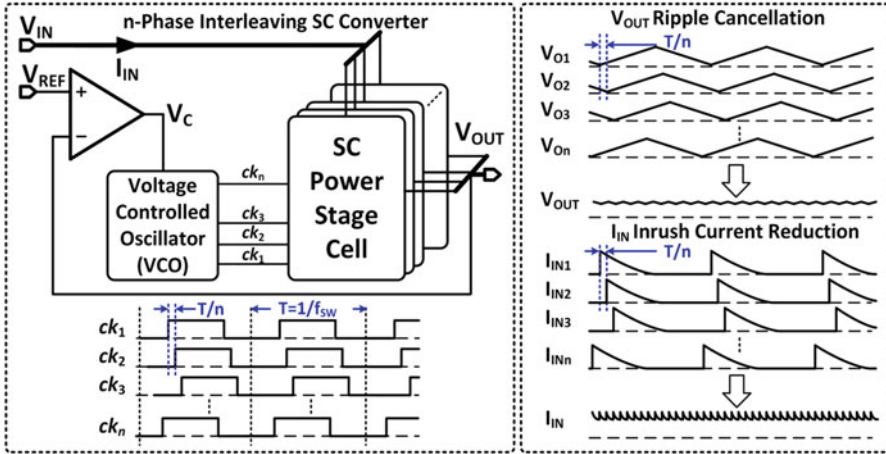 n-Phase Interleaving SC Converter
VIN
IIN
VREF
+
−
VC
VOUT
Voltage
Controlled
Oscillator
(VCO)
ckn
ck3
ck2
ck1
SC
Power
Stage
Cell
T/n
T=1/fSW
ck1
ck2
ck3
ckn
VOUT Ripple Cancellation
T/n
VO1
VO2
VO3
VOn
VOUT
IIN Inrush Current Reduction
T/n
IIN1
IIN2
IIN3
IINn
IIN